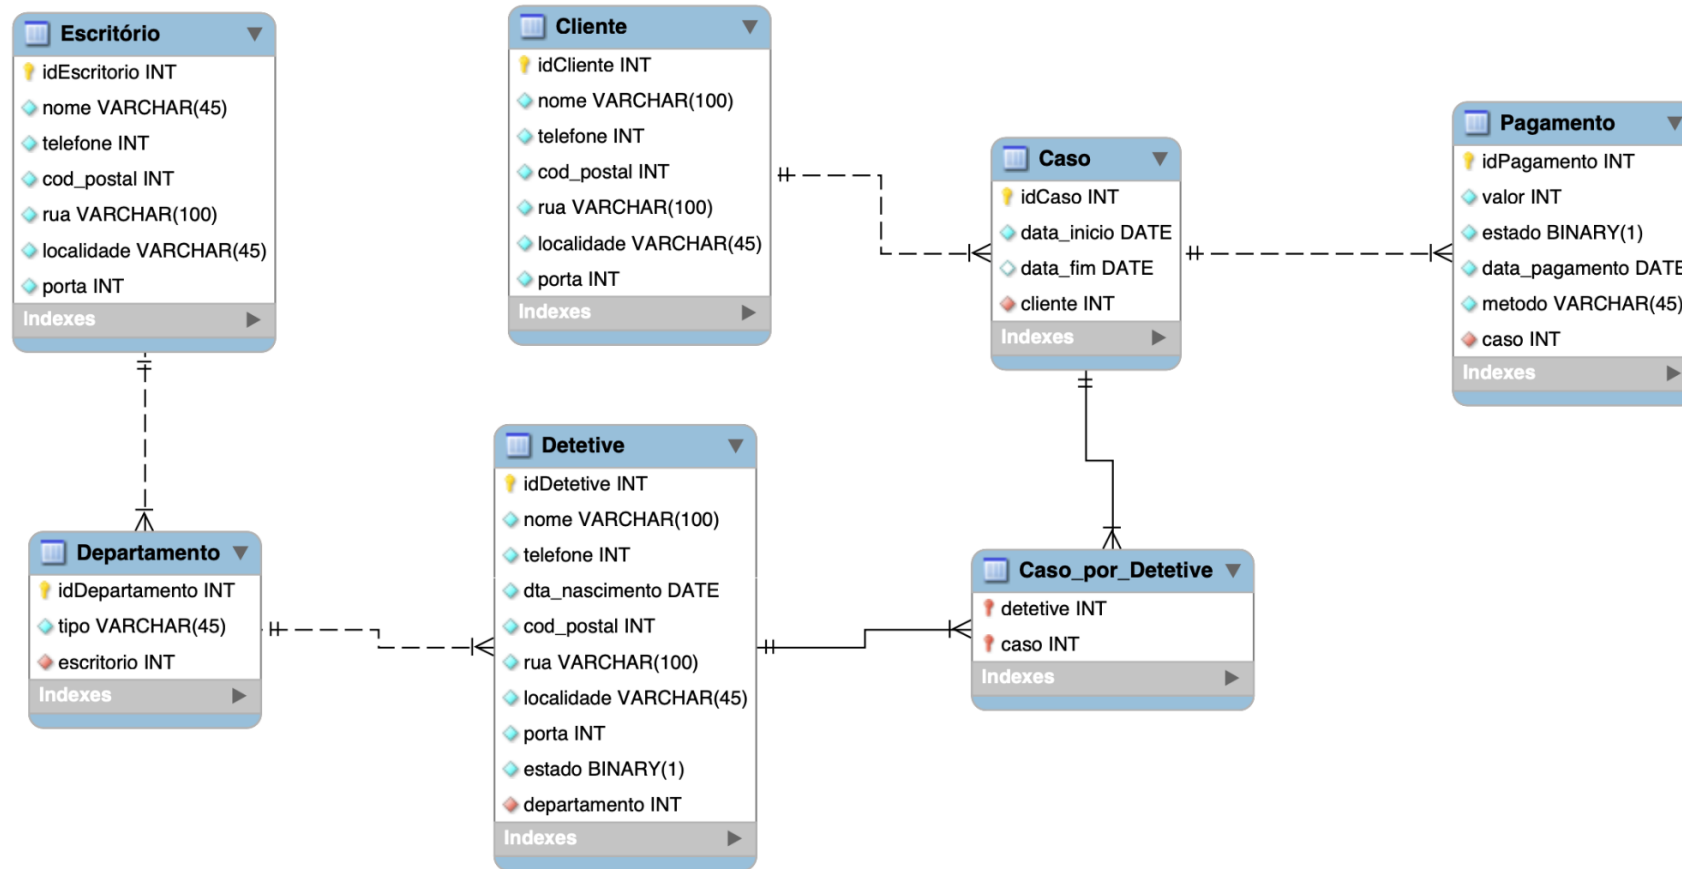 Escritório
idEscritorio INT
nome VARCHAR(45)
telefone INT
cod_postal INT
rua VARCHAR(100)
localidade VARCHAR(45)
porta INT
Indexes
Cliente
idCliente INT
nome VARCHAR(100)
telefone INT
cod_postal INT
rua VARCHAR(100)
localidade VARCHAR(45)
porta INT
Indexes
Caso
idCaso INT
data_inicio DATE
data_fim DATE
cliente INT
Indexes
Pagamento
idPagamento INT
valor INT
estado BINARY(1)
data_pagamento DATE
metodo VARCHAR(45)
caso INT
Indexes
Departamento
idDepartamento INT
tipo VARCHAR(45)
escritorio INT
Indexes
Detetive
idDetetive INT
nome VARCHAR(100)
telefone INT
dta_nascimento DATE
cod_postal INT
rua VARCHAR(100)
localidade VARCHAR(45)
porta INT
estado BINARY(1)
departamento INT
Indexes
Caso_por_Detetive
detetive INT
caso INT
Indexes